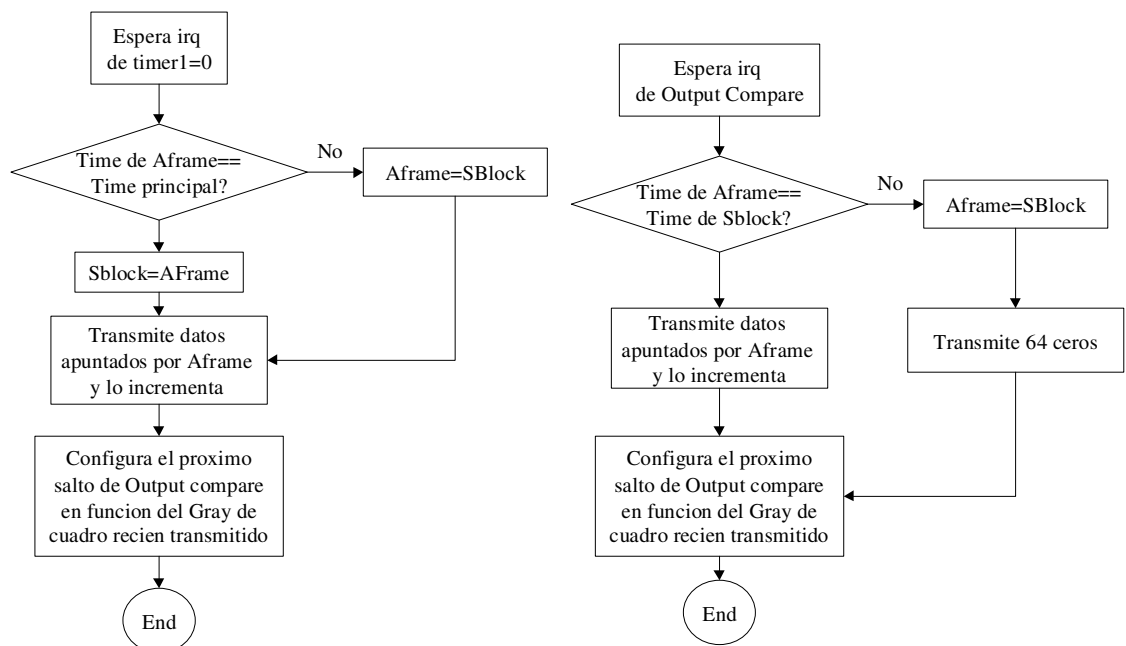 Espera irq
de timer1=0
Time de Aframe==
Time principal?
No
Aframe=SBlock
Sblock=AFrame
Transmite datos
apuntados por Aframe
y lo incrementa
Configura el proximo
salto de Output compare
en funcion del Gray de
cuadro recien transmitido
End
Espera irq
de Output Compare
Time de Aframe==
Time de Sblock?
No
Aframe=SBlock
Transmite datos
apuntados por Aframe
y lo incrementa
Transmite 64 ceros
Configura el proximo
salto de Output compare
en funcion del Gray de
cuadro recien transmitido
End